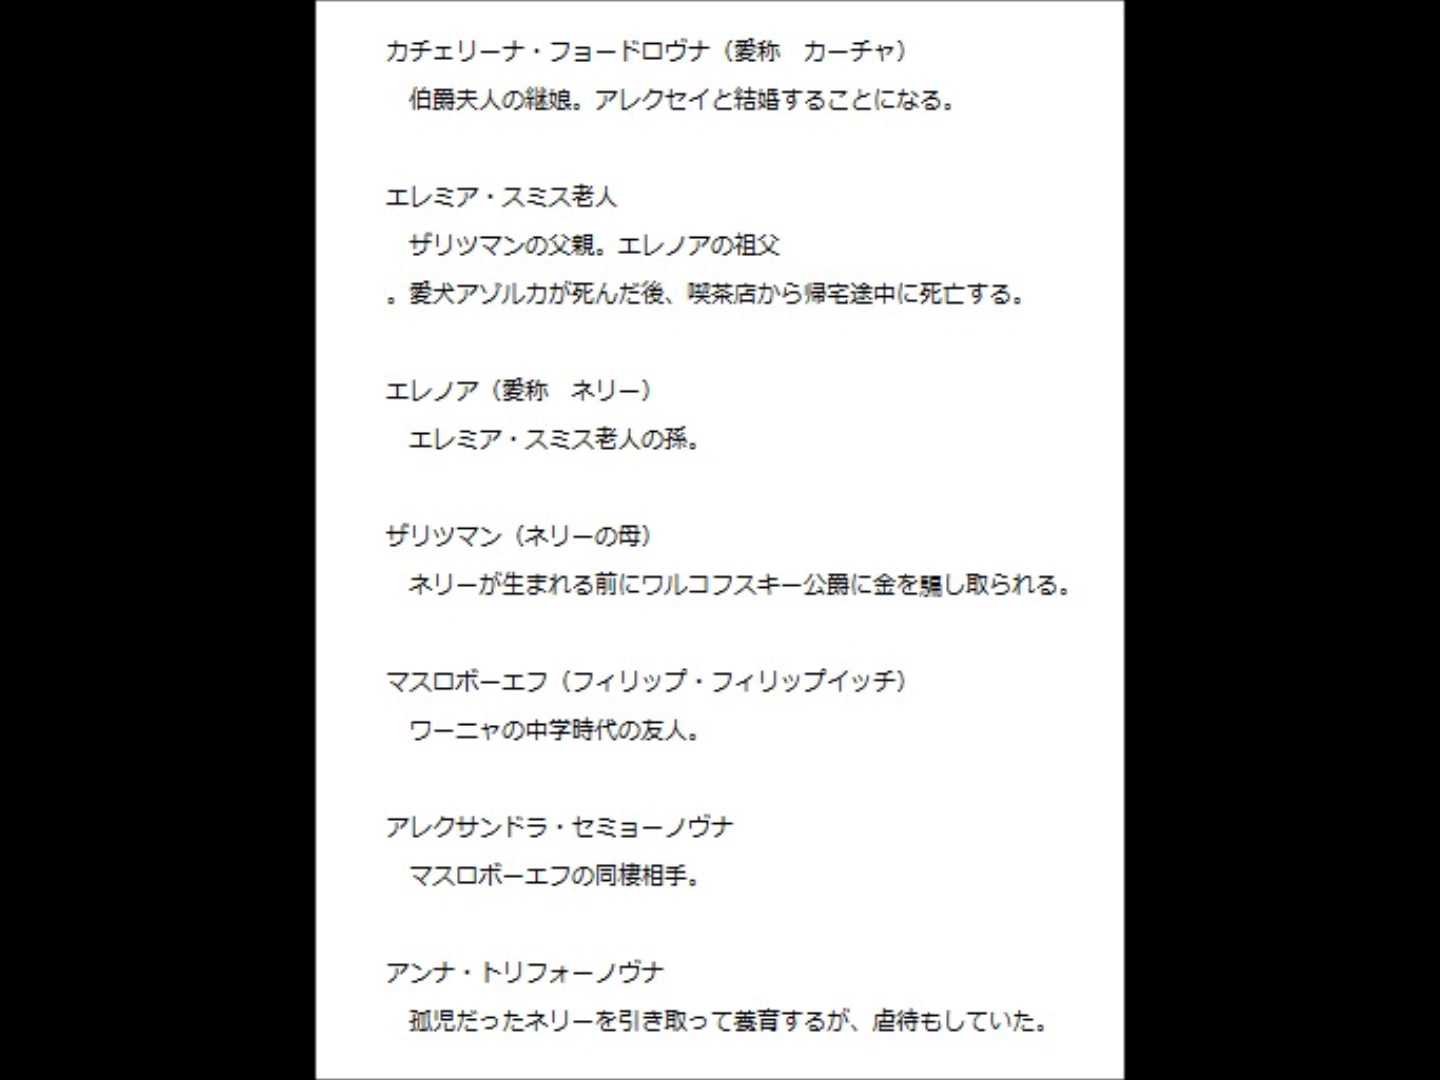 カチェリーナ・フョードロヴナ（愛称　カーチャ）
　伯爵夫人の継娘。アレクセイと結婚することになる。
エレミア・スミス老人
　ザリツマンの父親。エレノアの祖父
。愛犬アゾルカが死んだ後、喫茶店から帰宅途中に死亡する。
エレノア（愛称　ネリー）
　エレミア・スミス老人の孫。
ザリツマン（ネリーの母）
　ネリーが生まれる前にワルコフスキー公爵に金を騙し取られる。
マスロボーエフ（フィリップ・フィリップイッチ）
　ワーニャの中学時代の友人。
アレクサンドラ・セミョーノヴナ
　マスロボーエフの同棲相手。
アンナ・トリフォーノヴナ
　孤児だったネリーを引き取って養育するが、虐待もしていた。